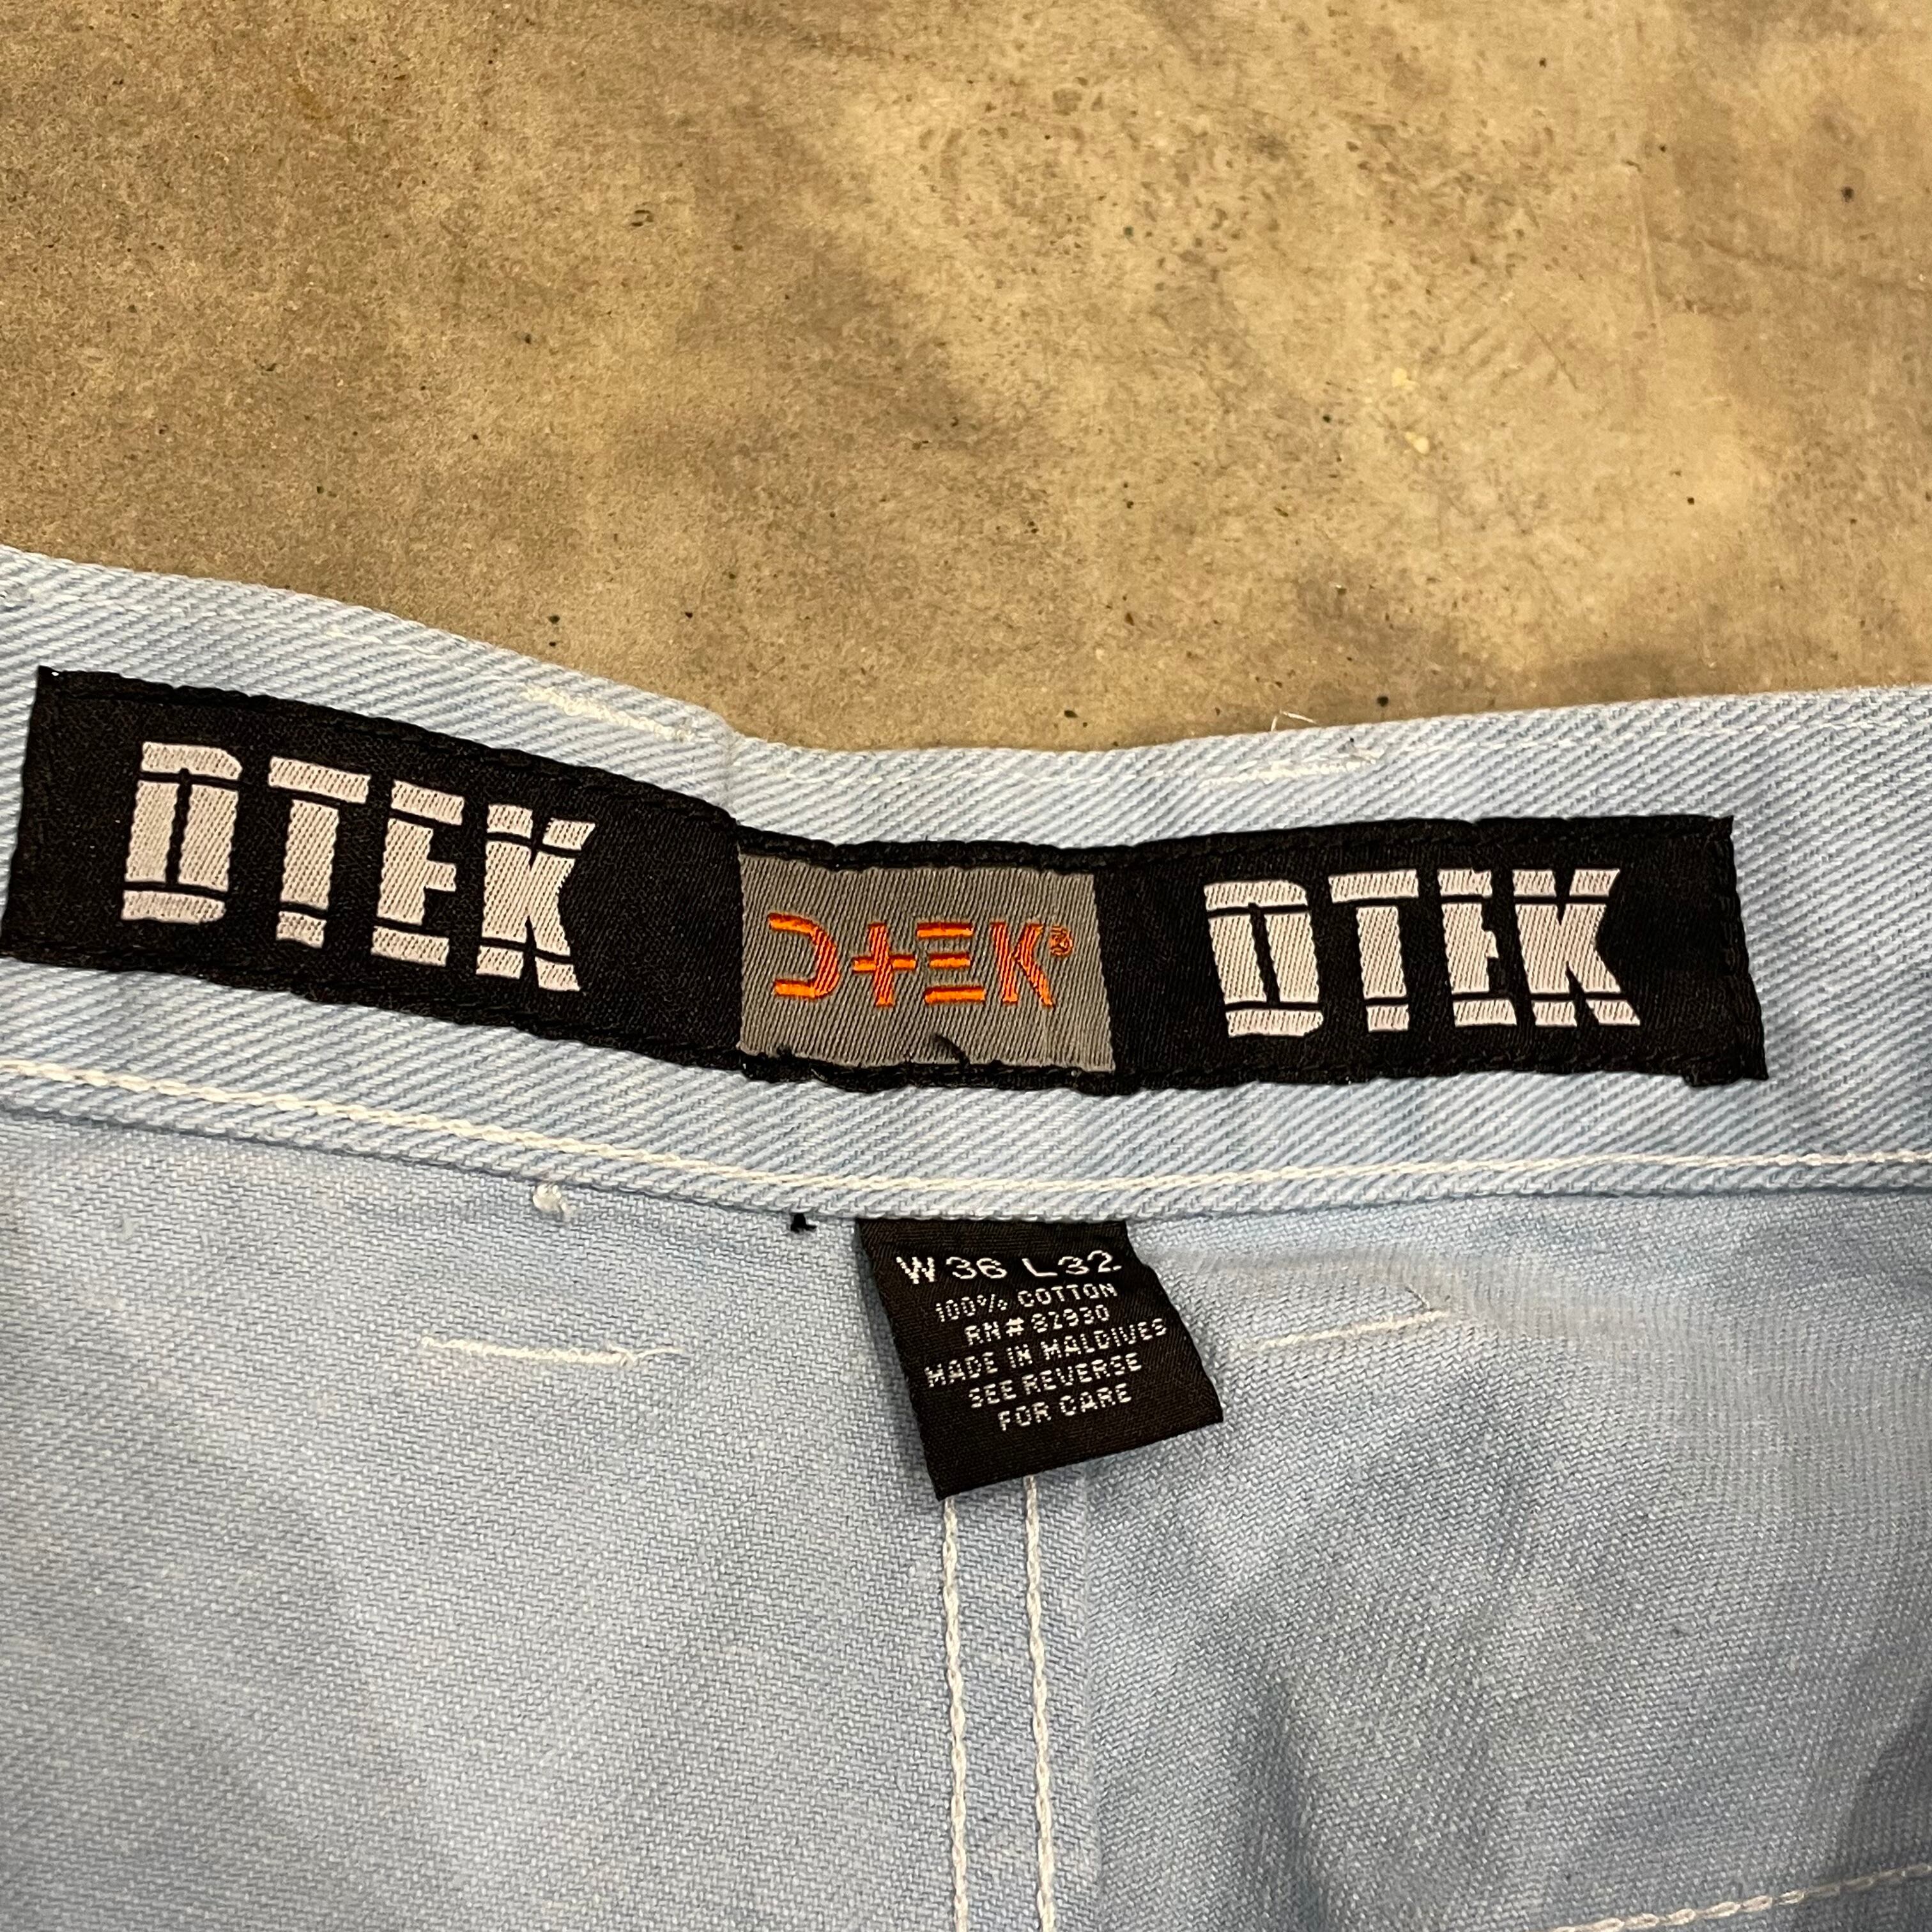 DTEK D+EK® DTEK
W36 L32
100% COTTON
RN# 82930
MADE IN MALDIVES
SEE REVERSE
FOR CARE